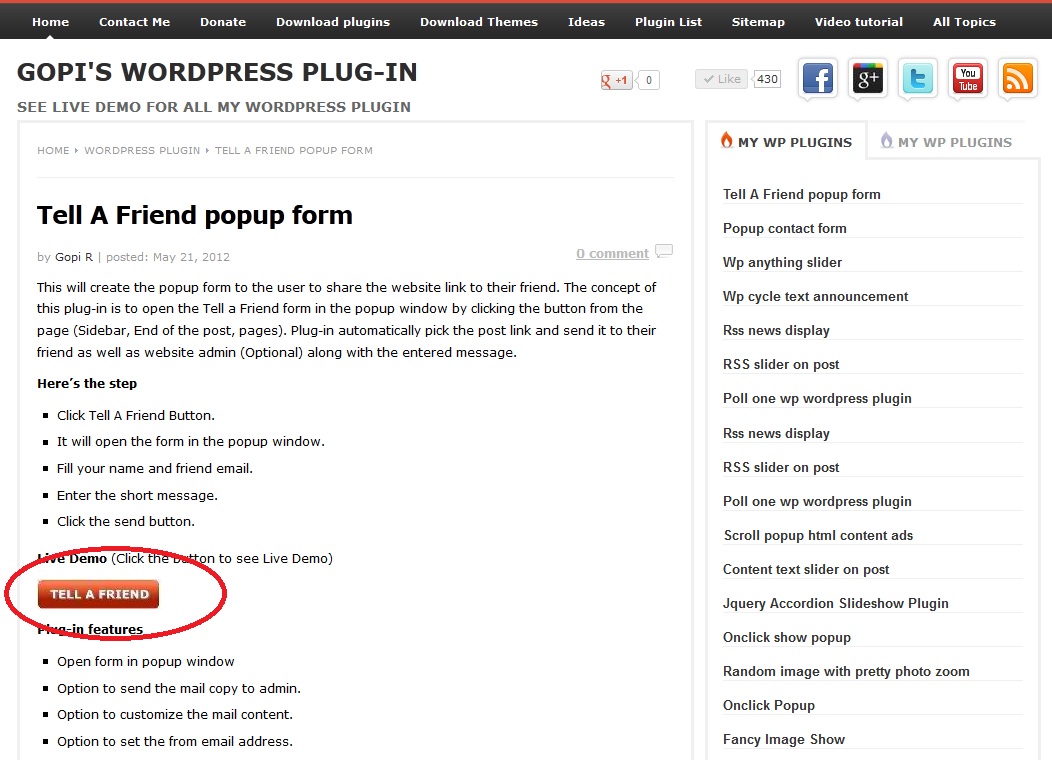 Home Contact Me Donate Download plugins Download Themes Ideas Plugin List Sitemap Video tutorial All Topics
GOPI'S WORDPRESS PLUG-IN
SEE LIVE DEMO FOR ALL MY WORDPRESS PLUGIN
g +1 0
Like 430
f
g+
t
You Tube
HOME WORDPRESS PLUGIN TELL A FRIEND POPUP FORM
Tell A Friend popup form
by Gopi R | posted: May 21, 2012
0 comment
This will create the popup form to the user to share the website link to their friend. The concept of
this plug-in is to open the Tell a Friend form in the popup window by clicking the button from the
page (Sidebar, End of the post, pages). Plug-in automatically pick the post link and send it to their
friend as well as website admin (Optional) along with the entered message.
Here's the step
Click Tell A Friend Button.
It will open the form in the popup window.
Fill your name and friend email.
Enter the short message.
Click the send button.
Live Demo (Click the button to see Live Demo)
TELL A FRIEND
Plug-in features
Open form in popup window
Option to send the mail copy to admin.
Option to customize the mail content.
Option to set the from email address.
MY WP PLUGINS MY WP PLUGINS
Tell A Friend popup form
Popup contact form
Wp anything slider
Wp cycle text announcement
Rss news display
RSS slider on post
Poll one wp wordpress plugin
Rss news display
RSS slider on post
Poll one wp wordpress plugin
Scroll popup html content ads
Content text slider on post
Jquery Accordion Slideshow Plugin
Onclick show popup
Random image with pretty photo zoom
Onclick Popup
Fancy Image Show